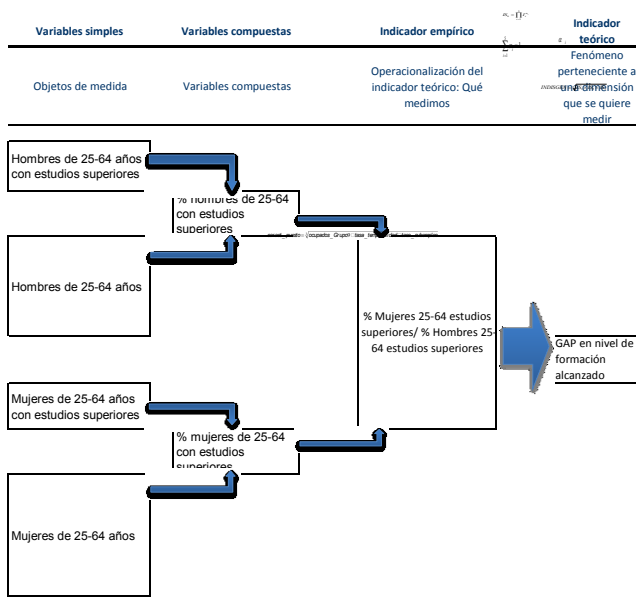 Variables simples
Variables compuestas
Indicador empírico
Indicador
teórico
Objetos de medida
Variables compuestas
Operacionalización del
indicador teórico: Qué
medimos
Fenómeno
perteneciente a
una dimensión
que se quiere
medir
Hombres de 25-64 años
con estudios superiores
% hombres de 25-64
con estudios
superiores
Hombres de 25-64 años
% Mujeres 25-64 estudios
superiores/ % Hombres 25-
64 estudios superiores
GAP en nivel de
formación
alcanzado
Mujeres de 25-64 años
con estudios superiores
% mujeres de 25-64
con estudios
superiores
Mujeres de 25-64 años